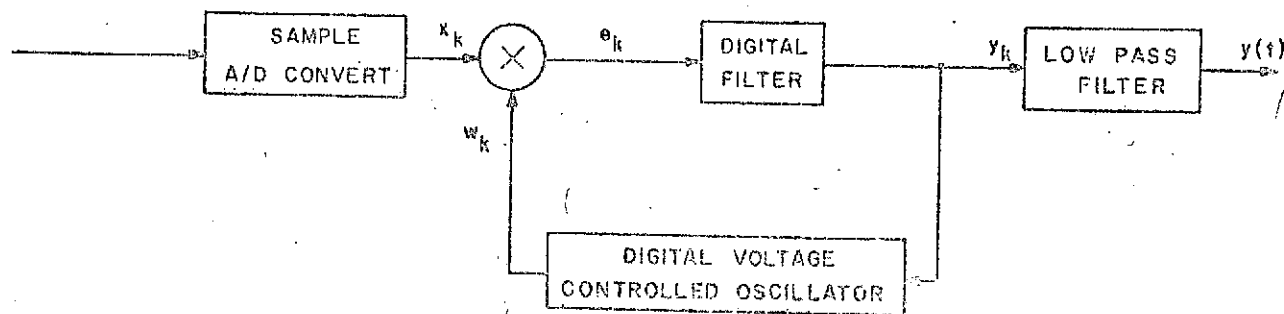 SAMPLE
A/D CONVERT
x_k
e_k
DIGITAL
FILTER
y_k
LOW PASS
FILTER
y(t)
w_k
DIGITAL VOLTAGE
CONTROLLED OSCILLATOR